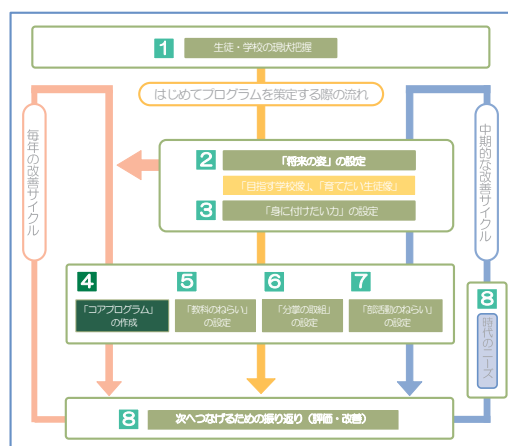 1 生徒・学校の現状把握
はじめてプログラムを策定する際の流れ
毎年の改善サイクル
中期的な改善サイクル
2 「将来の姿」の設定
「目指す学校像」、「育てたい生徒像」
3 「身に付けたい力」の設定
4 「コアプログラム」
の作成
5 「教科のねらい」
の設定
6 「分掌の取組」
の設定
7 「部活動のねらい」
の設定
8
時代のニーズ
8 次へつなげるための振り返り（評価・改善）